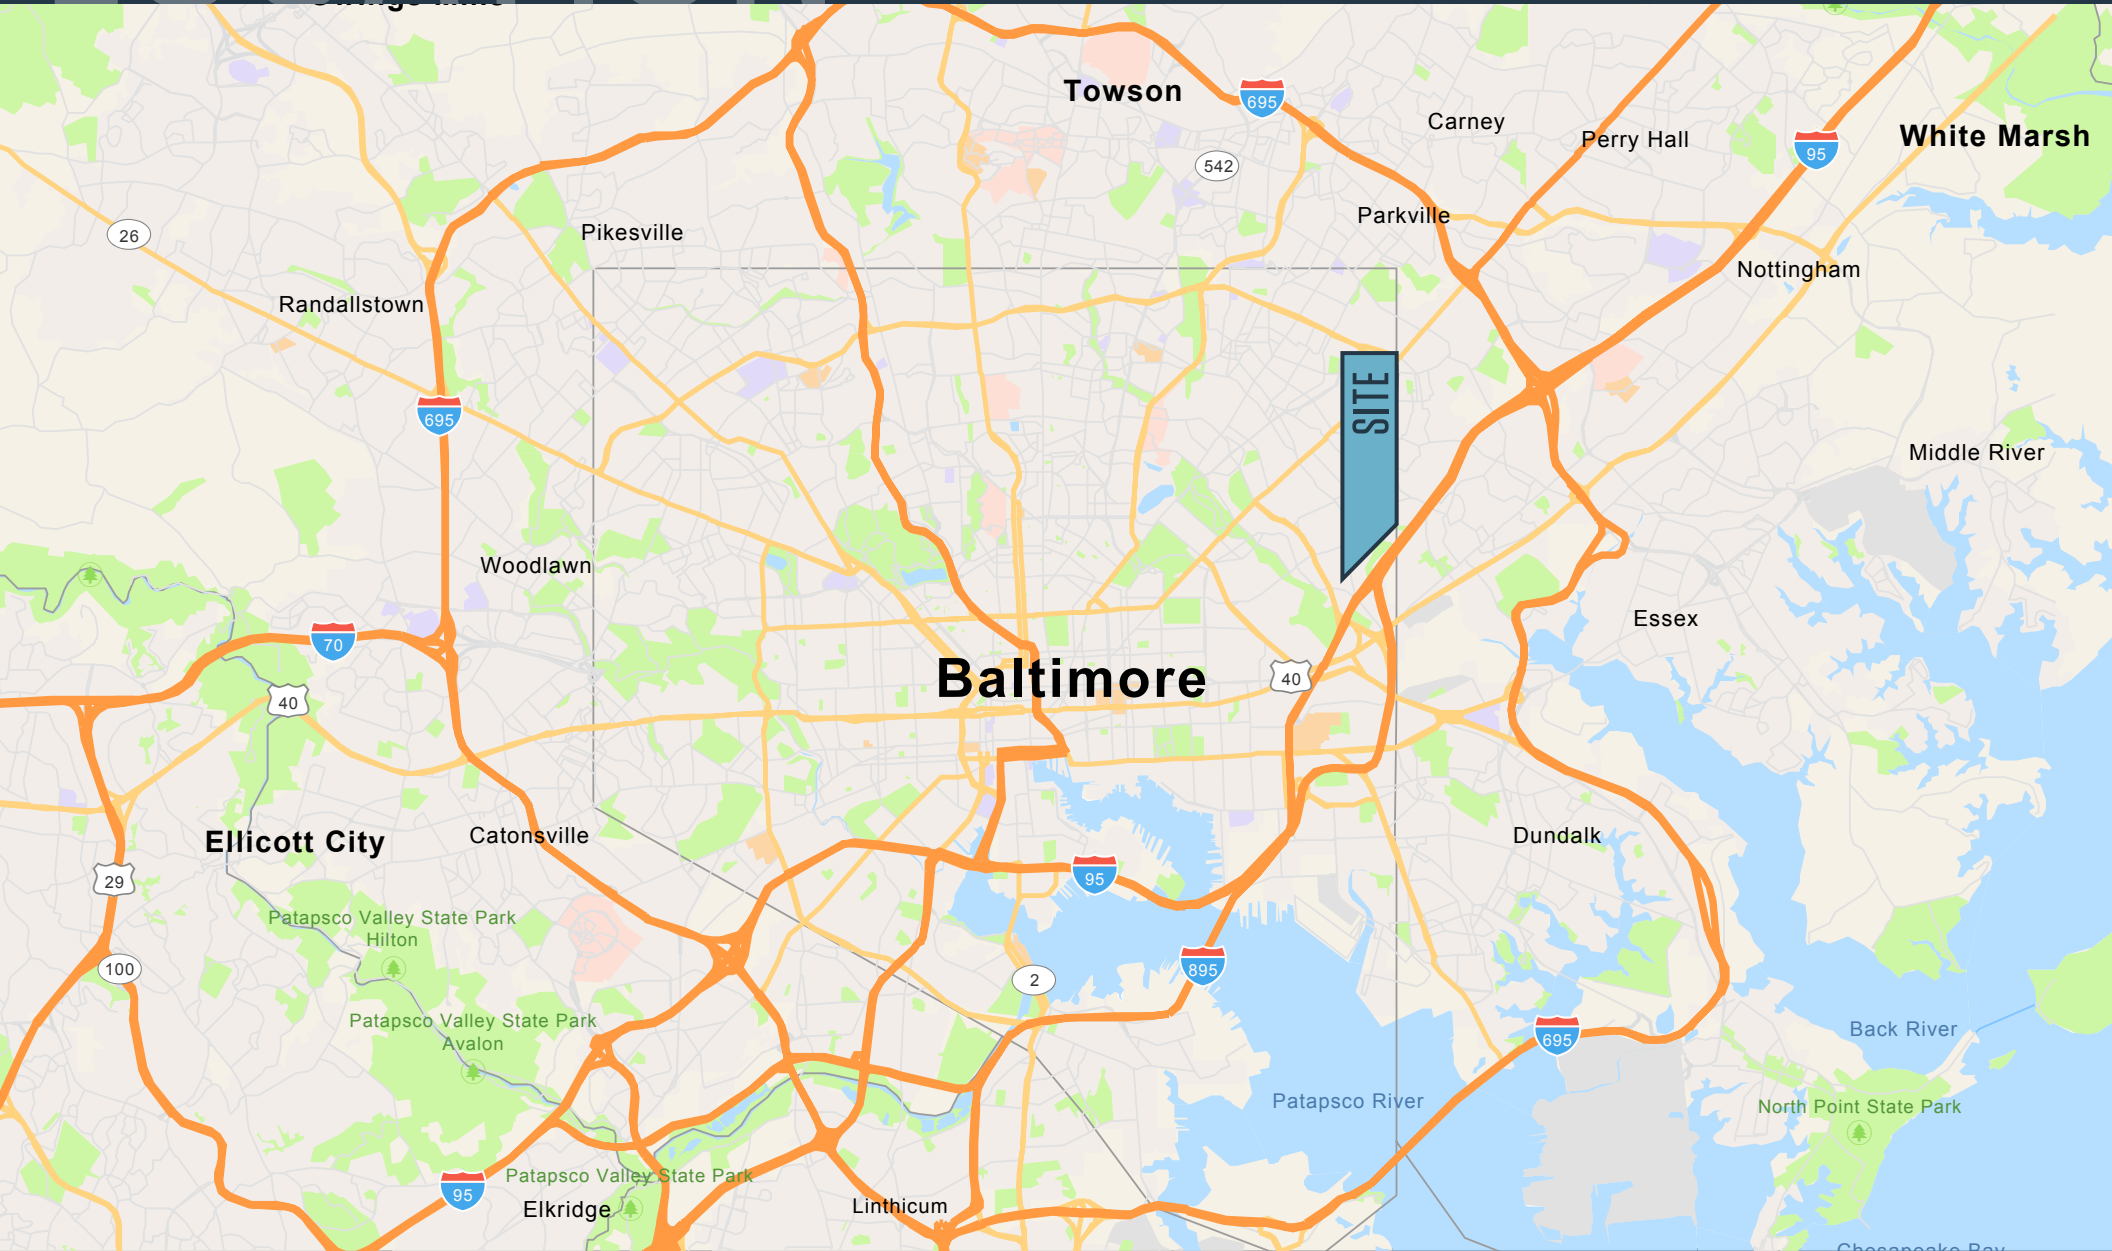 Towson
695
Carney
Perry Hall
95
White Marsh
542
26
Pikesville
Parkville
Nottingham
Randallstown
SITE
695
Middle River
Woodlawn
Essex
70
40
Baltimore
40
Ellicott City
Catonsville
Dundalk
29
95
Patapsco Valley State Park
Hilton
100
2
895
Patapsco Valley State Park
Avalon
695
Back River
Patapsco River
North Point State Park
Patapsco Valley State Park
95
Elkridge
Linthicum
Chesapeake Bay